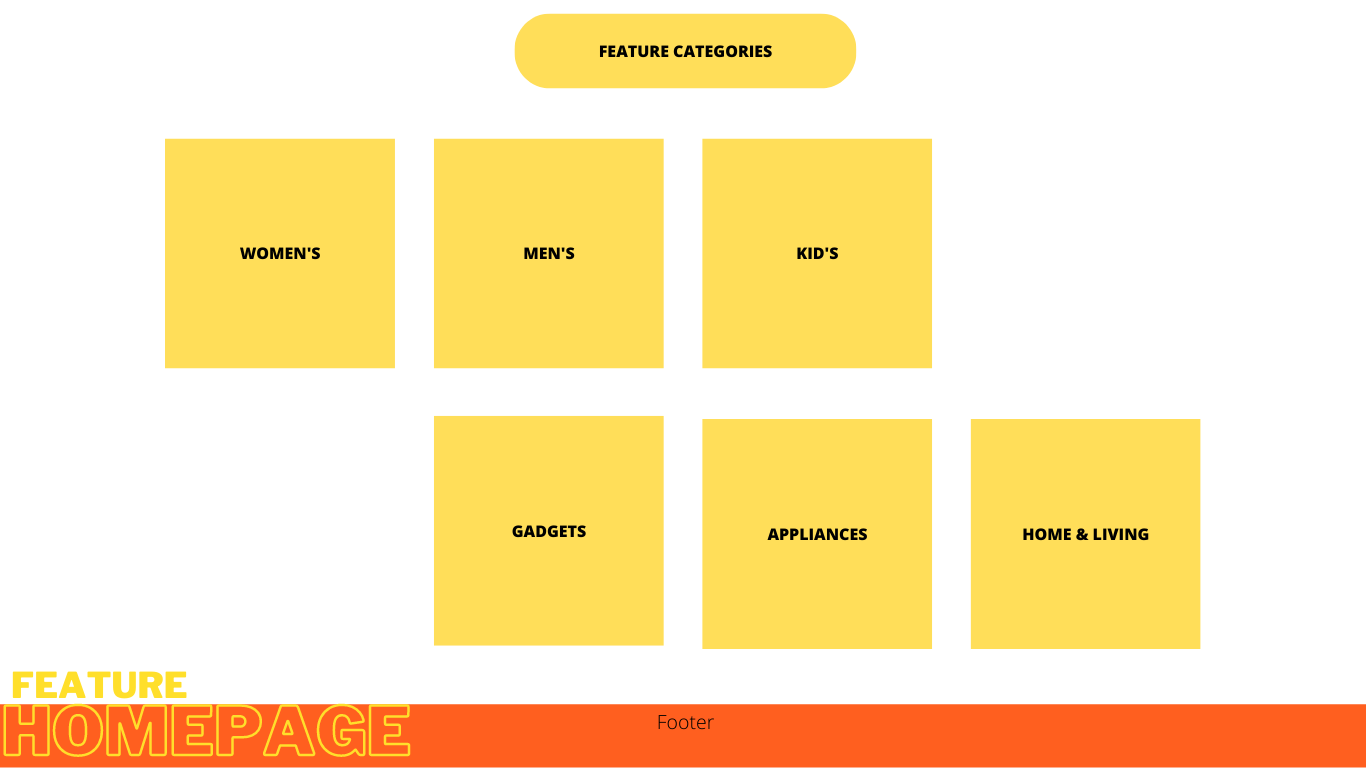 FEATURE CATEGORIES
WOMEN'S
MEN'S
KID'S
GADGETS
APPLIANCES
HOME & LIVING
FEATURE
HOMEPAGE
Footer